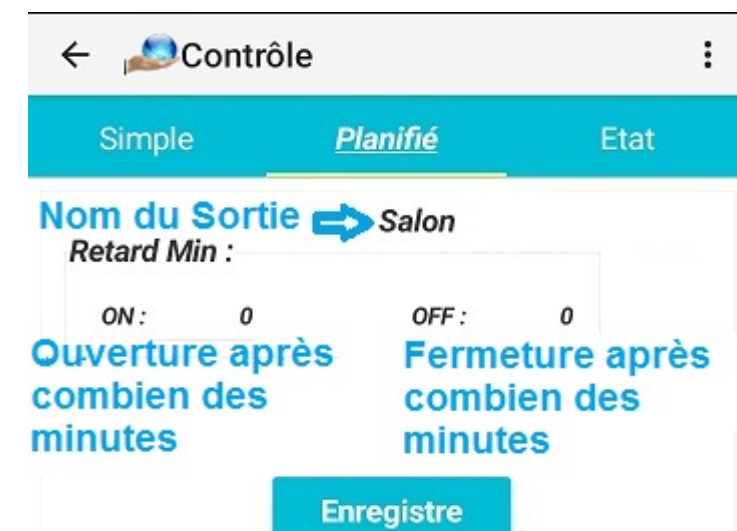 Contrôle
Simple Planifié Etat
Nom du Sortie Salon
Retard Min :
ON : 0 OFF : 0
Ouverture après Fermeture après
combien des combien des
minutes minutes
Enregistre